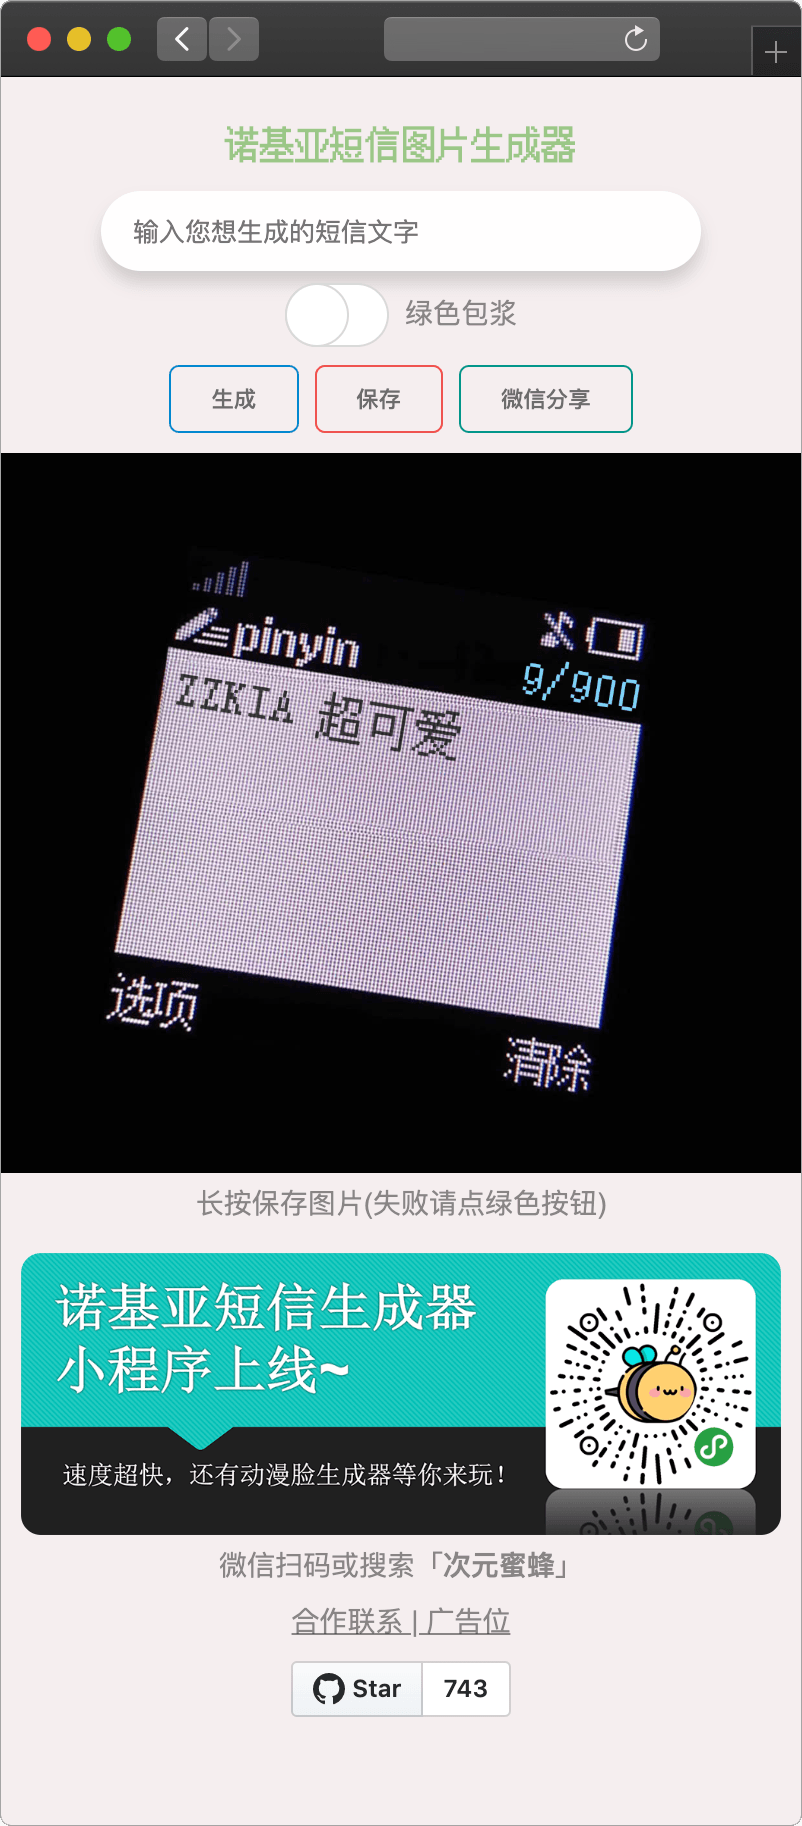 诺基亚短信图片生成器
输入您想生成的短信文字
绿色包浆
生成
保存
微信分享
pinyin
9/900
ZZKIA 超可爱
选项
清除
长按保存图片(失败请点绿色按钮)
诺基亚短信生成器
小程序上线~
速度超快，还有动漫脸生成器等你来玩！
微信扫码或搜索「次元蜜蜂」
合作联系 | 广告位
Star
743